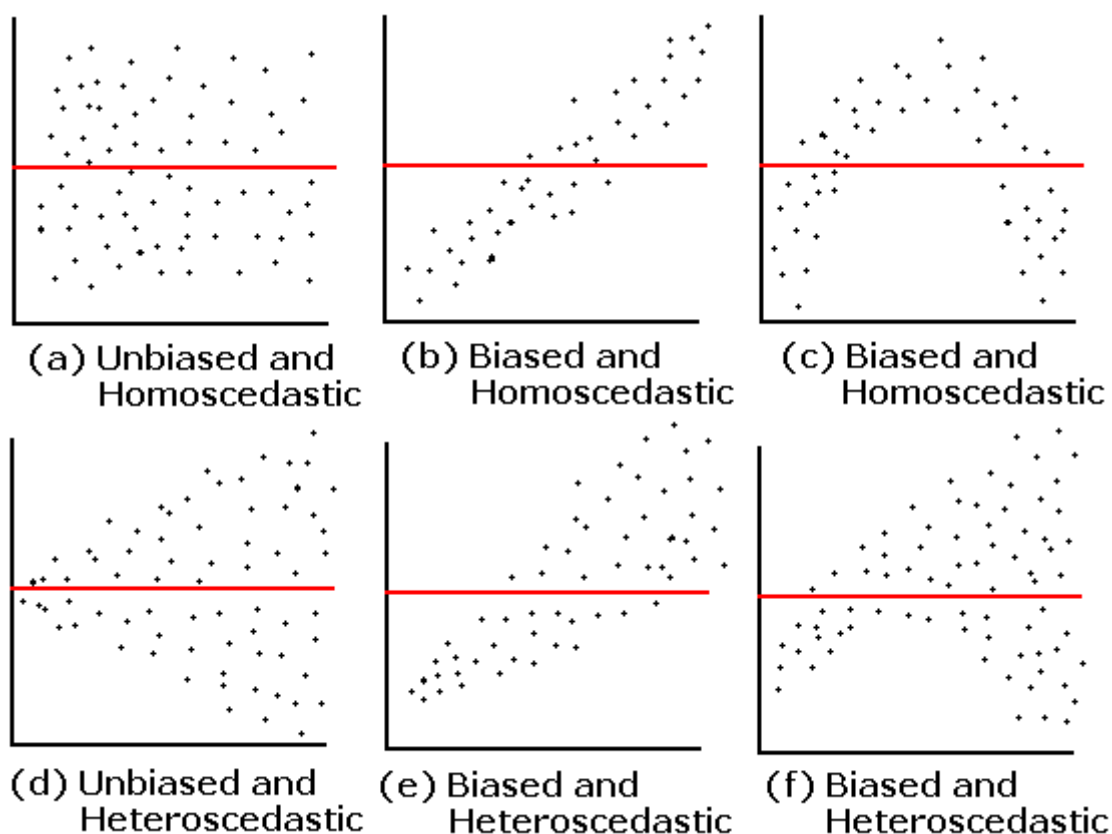 (a) Unbiased and
Homoscedastic
(b) Biased and
Homoscedastic
(c) Biased and
Homoscedastic
(d) Unbiased and
Heteroscedastic
(e) Biased and
Heteroscedastic
(f) Biased and
Heteroscedastic